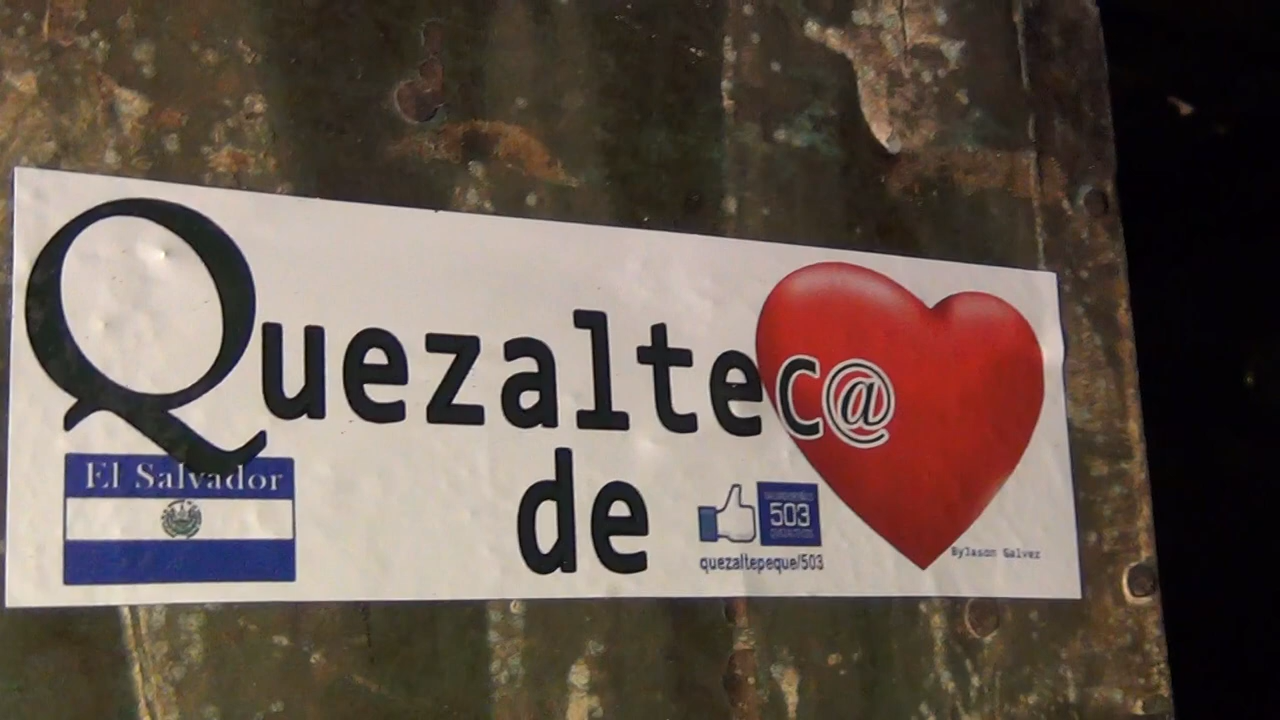 Quezaltec@
de
El Salvador
503
quezaltepeque/503
ByJason Galvez